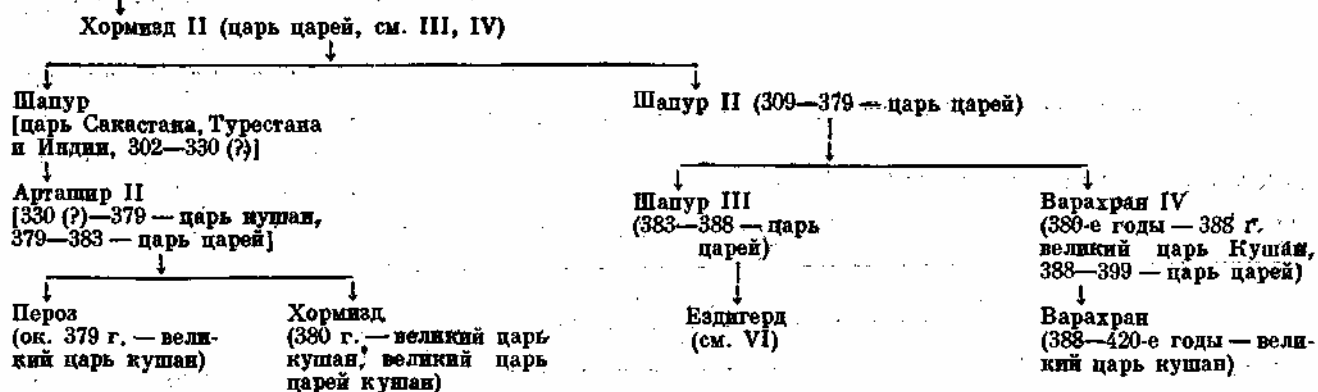 Хормизд II (царь царей, см. III, IV)
Шапур
[царь Сакастана, Турестана
и Индии, 302—330 (?)]
Шапур II (309—379 — царь царей)
Арташир II
[330 (?)—379 — царь кушан,
379—383 — царь царей]
Шапур III
(383—388 — царь
царей)
Варахран IV
(380-е годы — 388 г.
великий царь Кушан,
388—399 — царь царей)
Пероз
(ок. 379 г. — вели-
кий царь кушан)
Хормизд
(380 г. — великий царь
кушан, великий царь
царей кушан)
Ездигерд
(см. VI)
Варахран
(388—420-е годы — вели-
кий царь кушан)